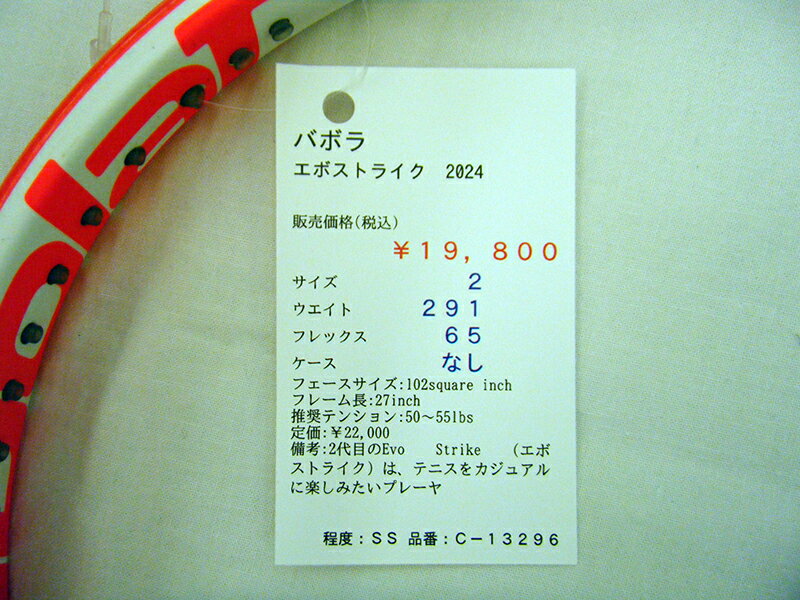 バボラ
エボストライク 2024
販売価格(税込)
¥19,800
サイズ 2
ウエイト 291
フレックス 65
ケース なし
フェースサイズ:102square inch
フレーム長:27inch
推奨テンション:50～55lbs
定価:¥22,000
備考:2代目のEvo Strike (エボ
ストライク)は、テニスをカジュアル
に楽しみたいプレーヤ
程度:SS 品番:C-13296